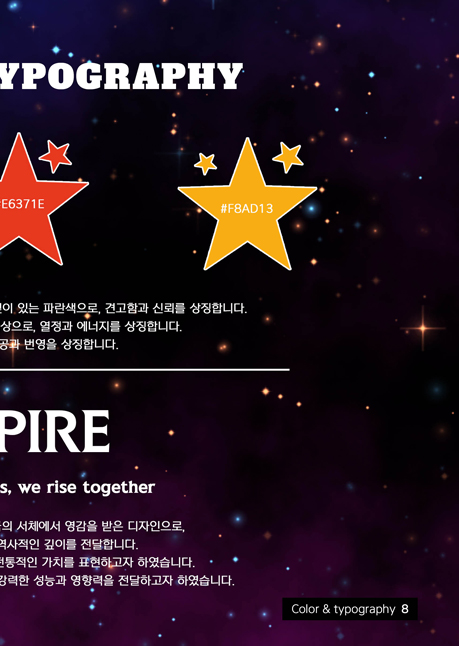 YPOGRAPHY
#E6371E
#F8AD13
있는 파란색으로, 견고함과 신뢰를 상징합니다.
상으로, 열정과 에너지를 상징합니다.
공과 번영을 상징합니다.
PIRE
s, we rise together
의 서체에서 영감을 받은 디자인으로,
역사적인 깊이를 전달합니다.
전통적인 가치를 표현하고자 하였습니다.
강력한 성능과 영향력을 전달하고자 하였습니다.
Color & typography 8